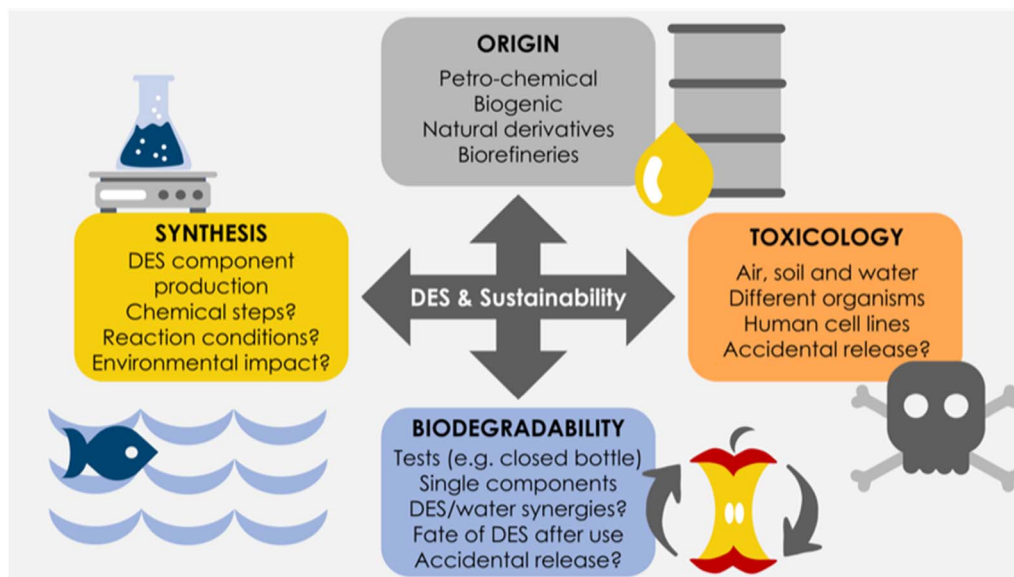 ORIGIN
Petro-chemical
Biogenic
Natural derivatives
Biorefineries
SYNTHESIS
DES component
production
Chemical steps?
Reaction conditions?
Environmental impact?
DES & Sustainability
TOXICOLOGY
Air, soil and water
Different organisms
Human cell lines
Accidental release?
BIODEGRADABILITY
Tests (e.g. closed bottle)
Single components
DES/water synergies?
Fate of DES after use
Accidental release?